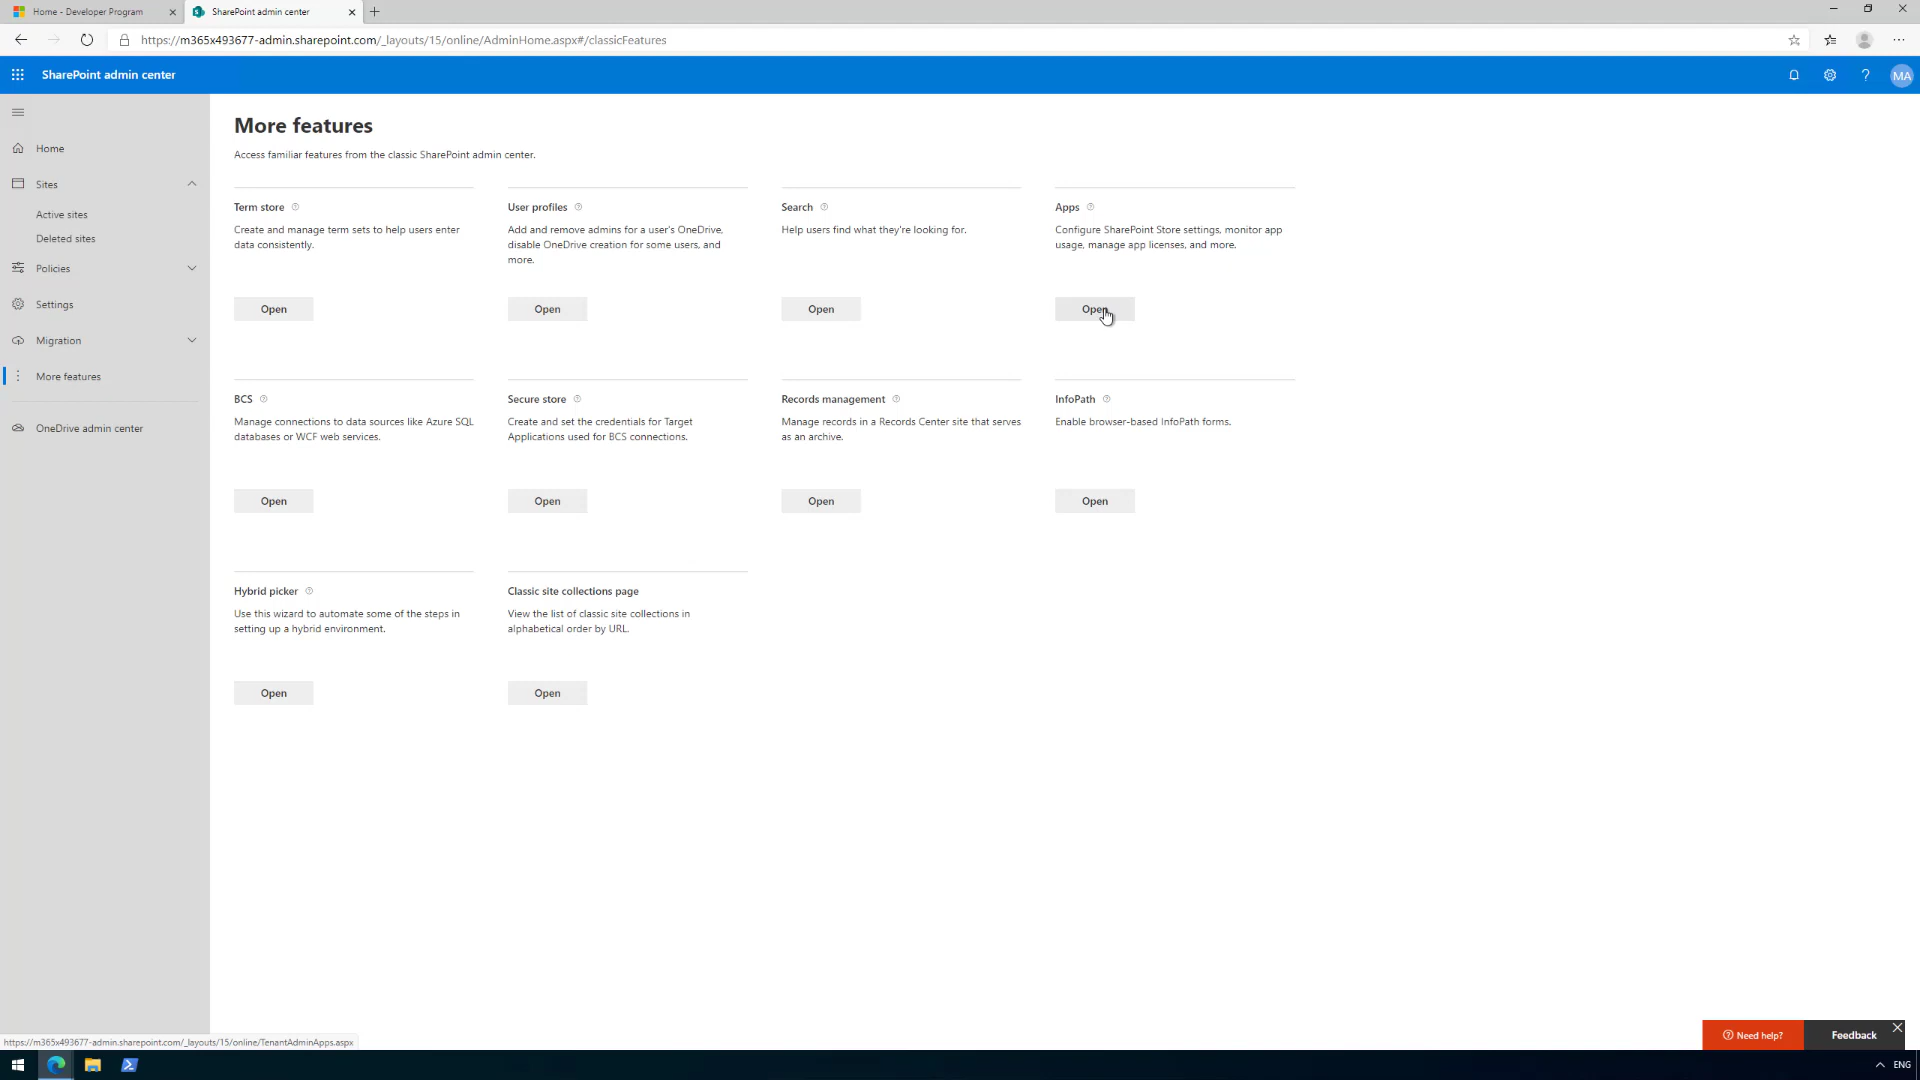 Home - Developer Program
SharePoint admin center
https://m365x493677-admin.sharepoint.com/_layouts/15/online/AdminHome.aspx#/classicFeatures
SharePoint admin center
MA
Home
Sites
Active sites
Deleted sites
Policies
Settings
Migration
More features
OneDrive admin center
More features
Access familiar features from the classic SharePoint admin center.
Term store
Create and manage term sets to help users enter
data consistently.
Open
User profiles
Add and remove admins for a user's OneDrive,
disable OneDrive creation for some users, and
more.
Open
Search
Help users find what they're looking for.
Open
Apps
Configure SharePoint Store settings, monitor app
usage, manage app licenses, and more.
Open
BCS
Manage connections to data sources like Azure SQL
databases or WCF web services.
Open
Secure store
Create and set the credentials for Target
Applications used for BCS connections.
Open
Records management
Manage records in a Records Center site that serves
as an archive.
Open
InfoPath
Enable browser-based InfoPath forms.
Open
Hybrid picker
Use this wizard to automate some of the steps in
setting up a hybrid environment.
Open
Classic site collections page
View the list of classic site collections in
alphabetical order by URL.
Open
Need help?
Feedback
https://m365x493677-admin.sharepoint.com/_layouts/15/online/TenantAdminApps.aspx
ENG